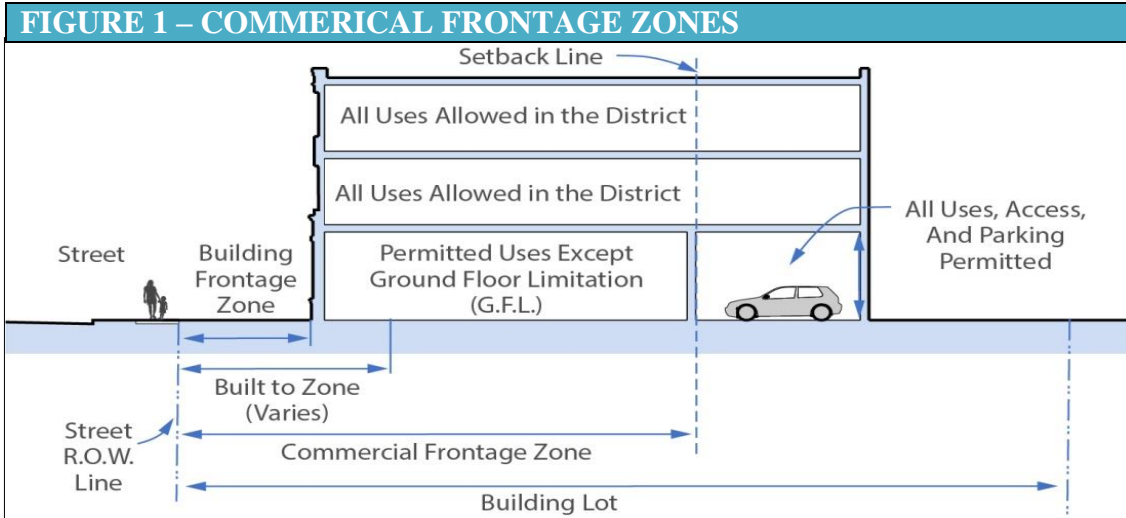 FIGURE 1 – COMMERICAL FRONTAGE ZONES
Setback Line
All Uses Allowed in the District
All Uses Allowed in the District
Street
Building
Frontage
Zone
Permitted Uses Except
Ground Floor Limitation
(G.F.L.)
All Uses, Access,
And Parking
Permitted
Built to Zone
(Varies)
Street
R.O.W.
Line
Commercial Frontage Zone
Building Lot